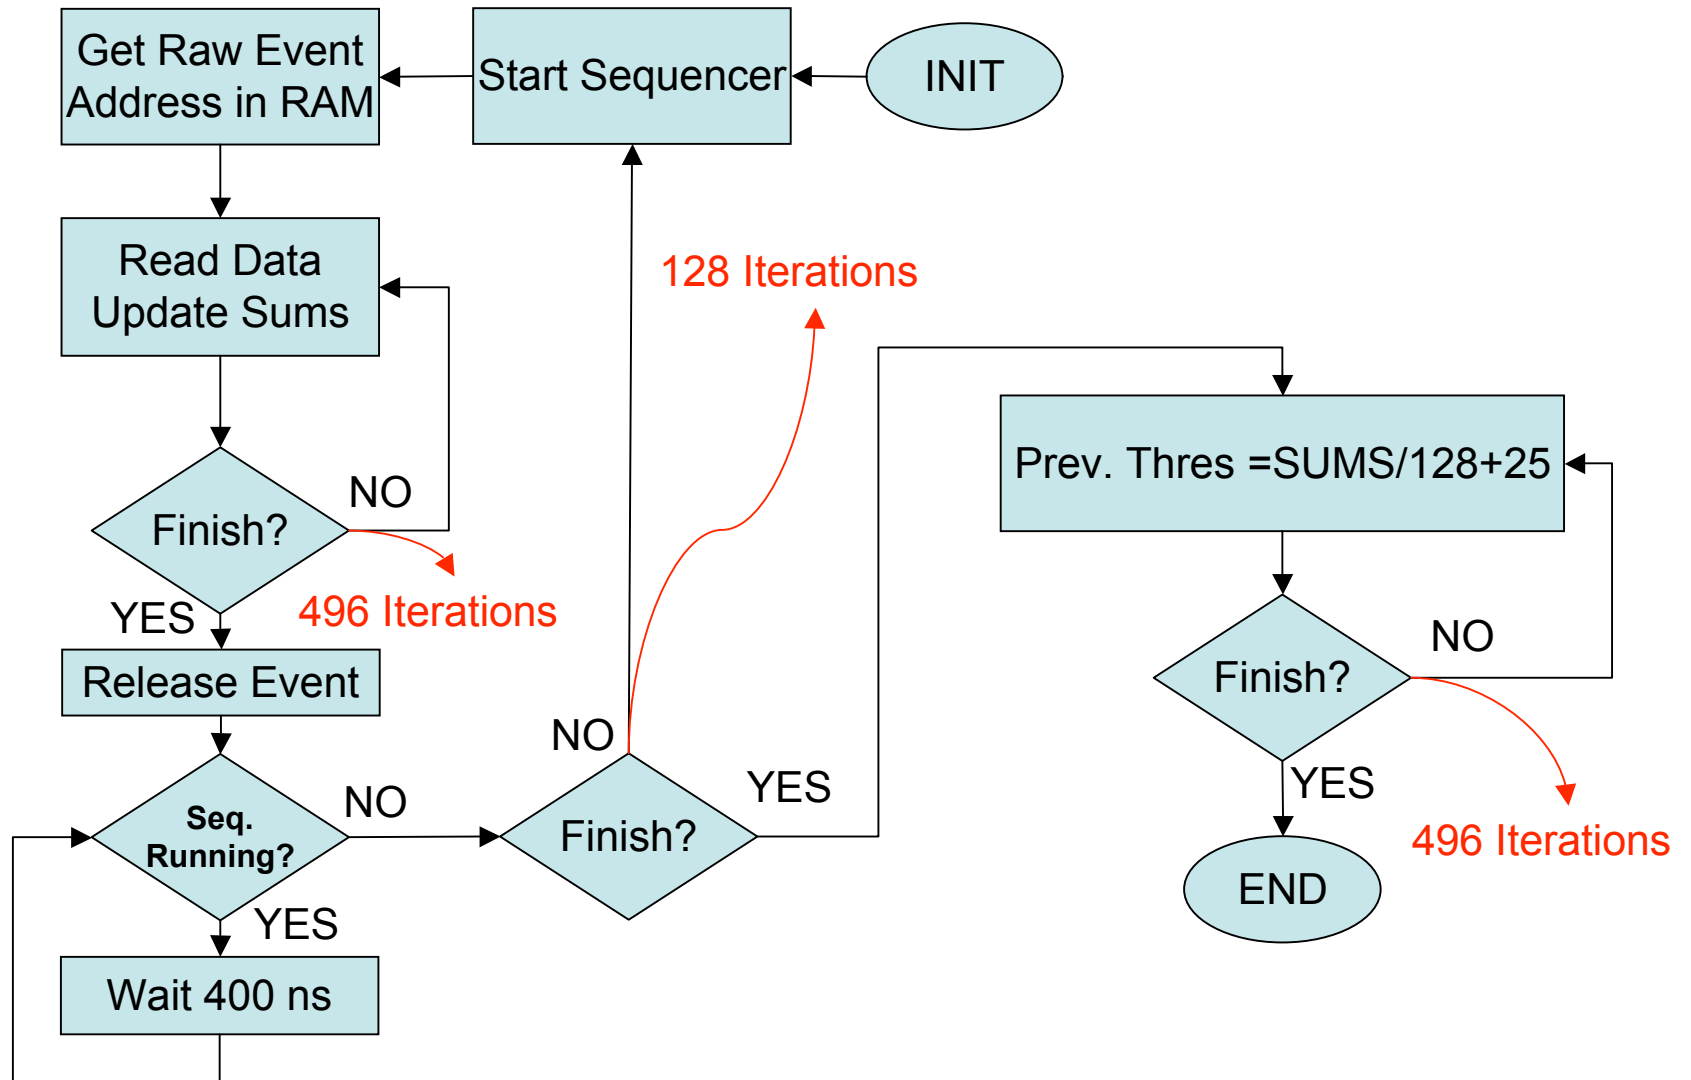 Get Raw Event
Address in RAM
Start Sequencer
INIT
Read Data
Update Sums
128 Iterations
Prev. Thres =SUMS/128+25
NO
Finish?
496 Iterations
YES
Release Event
NO
Finish?
Seq.
Running?
NO
NO
Finish?
YES
YES
496 Iterations
END
YES
Wait 400 ns